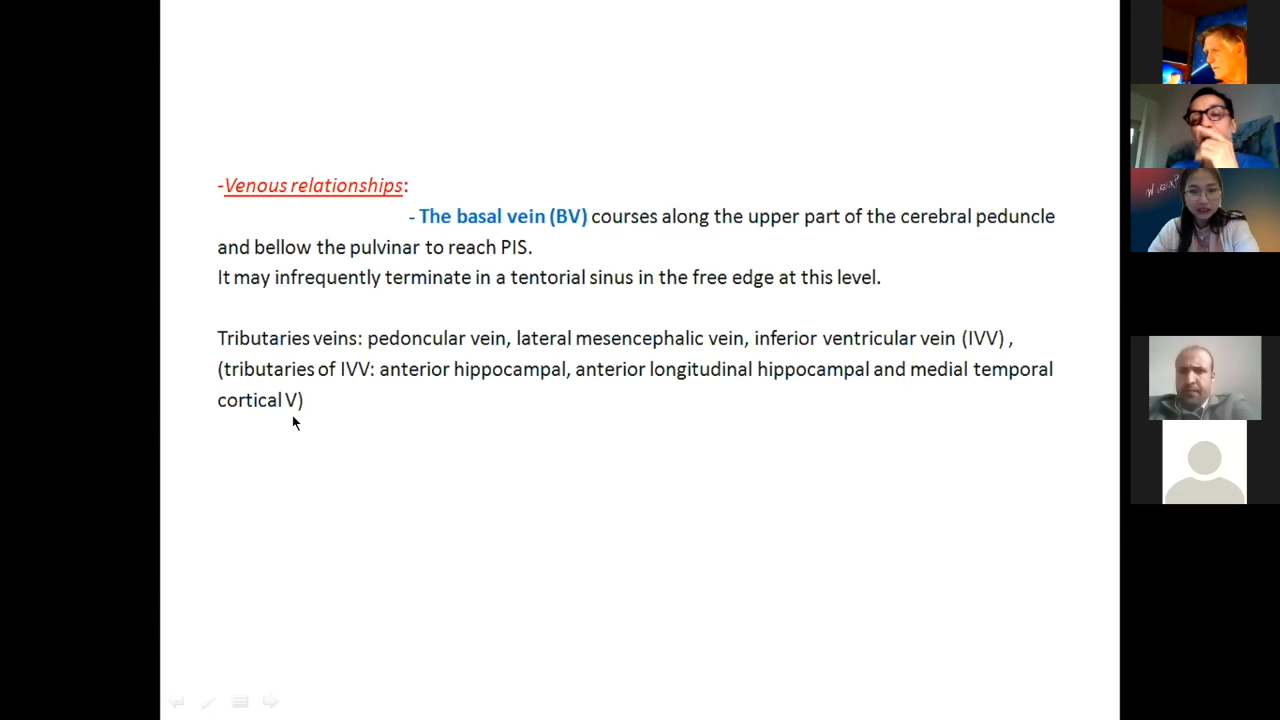 -Venous relationships:
- The basal vein (BV) courses along the upper part of the cerebral peduncle
and bellow the pulvinar to reach PIS.
It may infrequently terminate in a tentorial sinus in the free edge at this level.
Tributaries veins: pedoncular vein, lateral mesencephalic vein, inferior ventricular vein (IVV) ,
(tributaries of IVV: anterior hippocampal, anterior longitudinal hippocampal and medial temporal
cortical V)